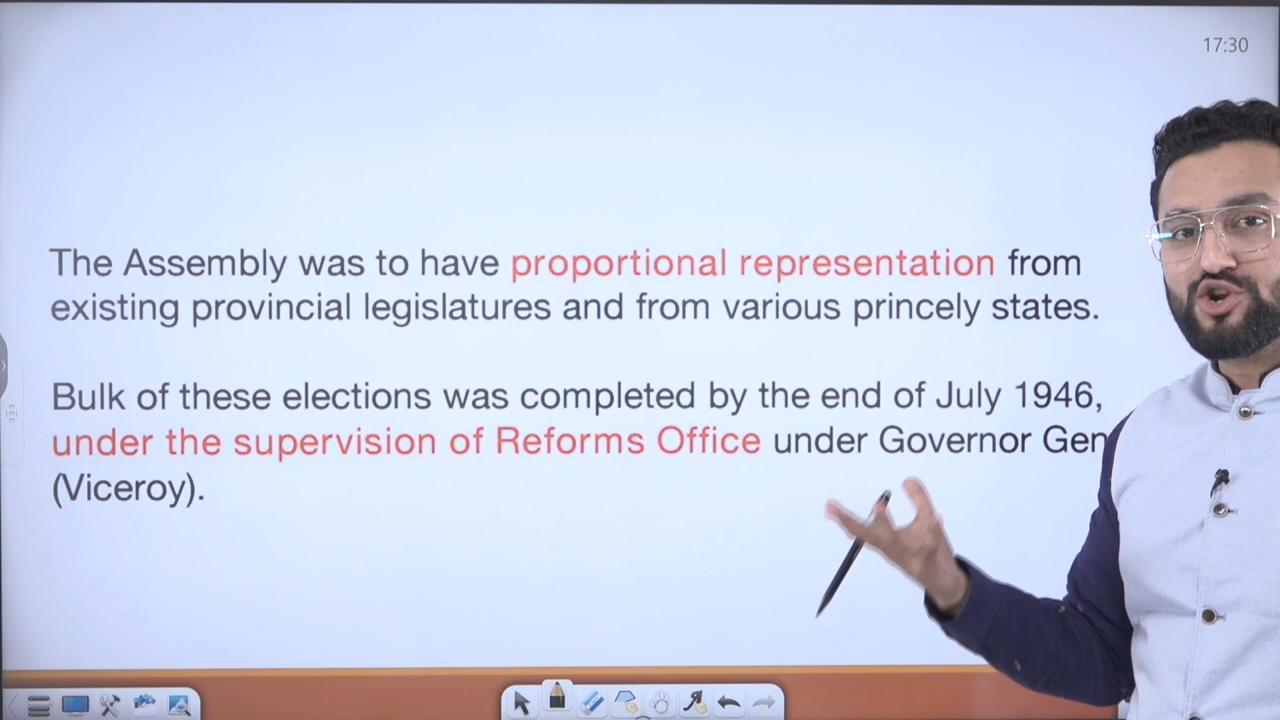 17:30
The Assembly was to have proportional representation from
existing provincial legislatures and from various princely states.
Bulk of these elections was completed by the end of July 1946,
under the supervision of Reforms Office under Governor Gen
(Viceroy).